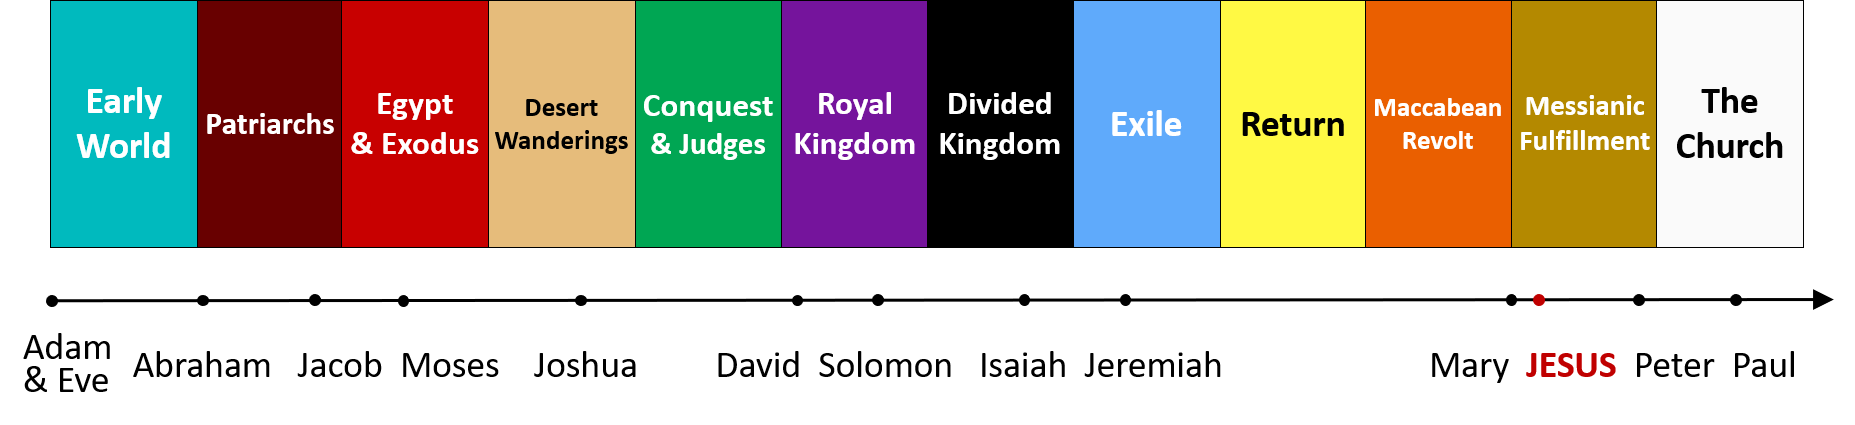 Early
World
Patriarchs
Egypt
& Exodus
Desert
Wanderings
Conquest
& Judges
Royal
Kingdom
Divided
Kingdom
Exile
Return
Maccabean
Revolt
Messianic
Fulfillment
The
Church
Adam
& Eve
Abraham
Jacob
Moses
Joshua
David
Solomon
Isaiah
Jeremiah
Mary
JESUS
Peter
Paul